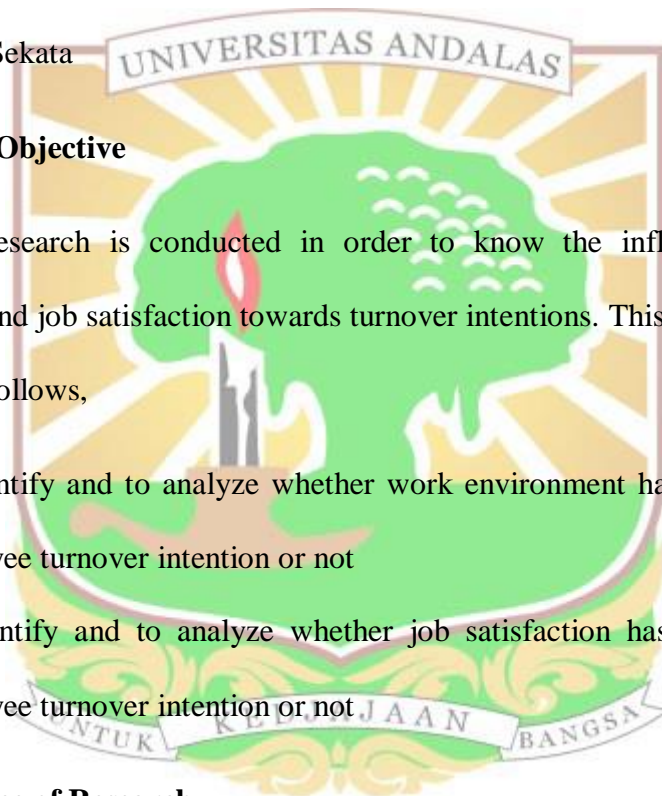 UNIVERSITAS ANDALAS
Sekata
Objective
esearch is conducted in order to know the infl
nd job satisfaction towards turnover intentions. This
ollows,
ntify and to analyze whether work environment ha
vee turnover intention or not
ntify and to analyze whether job satisfaction has
vee turnover intention or not
UNTUK KEDJAJAAN BANGSA